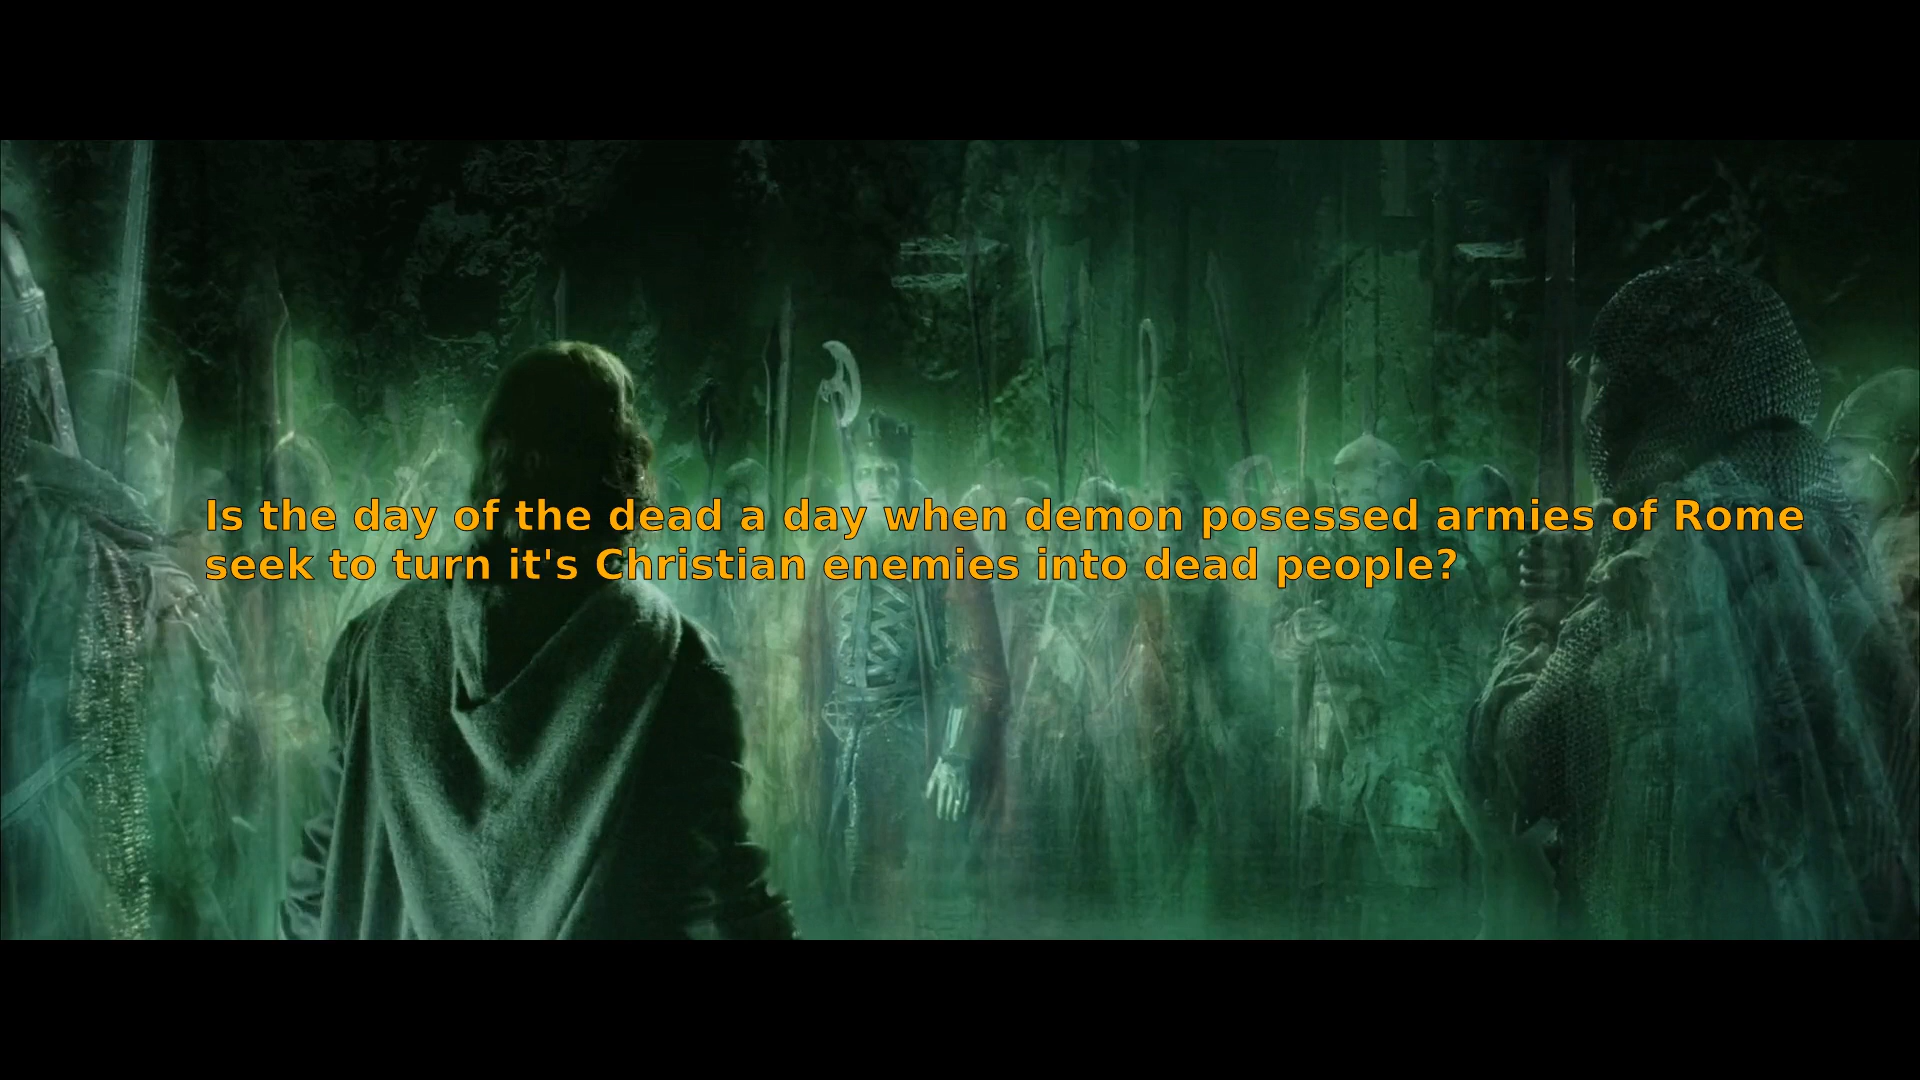 Is the day of the dead a day when demon posessed armies of Rome
seek to turn it's Christian enemies into dead people?